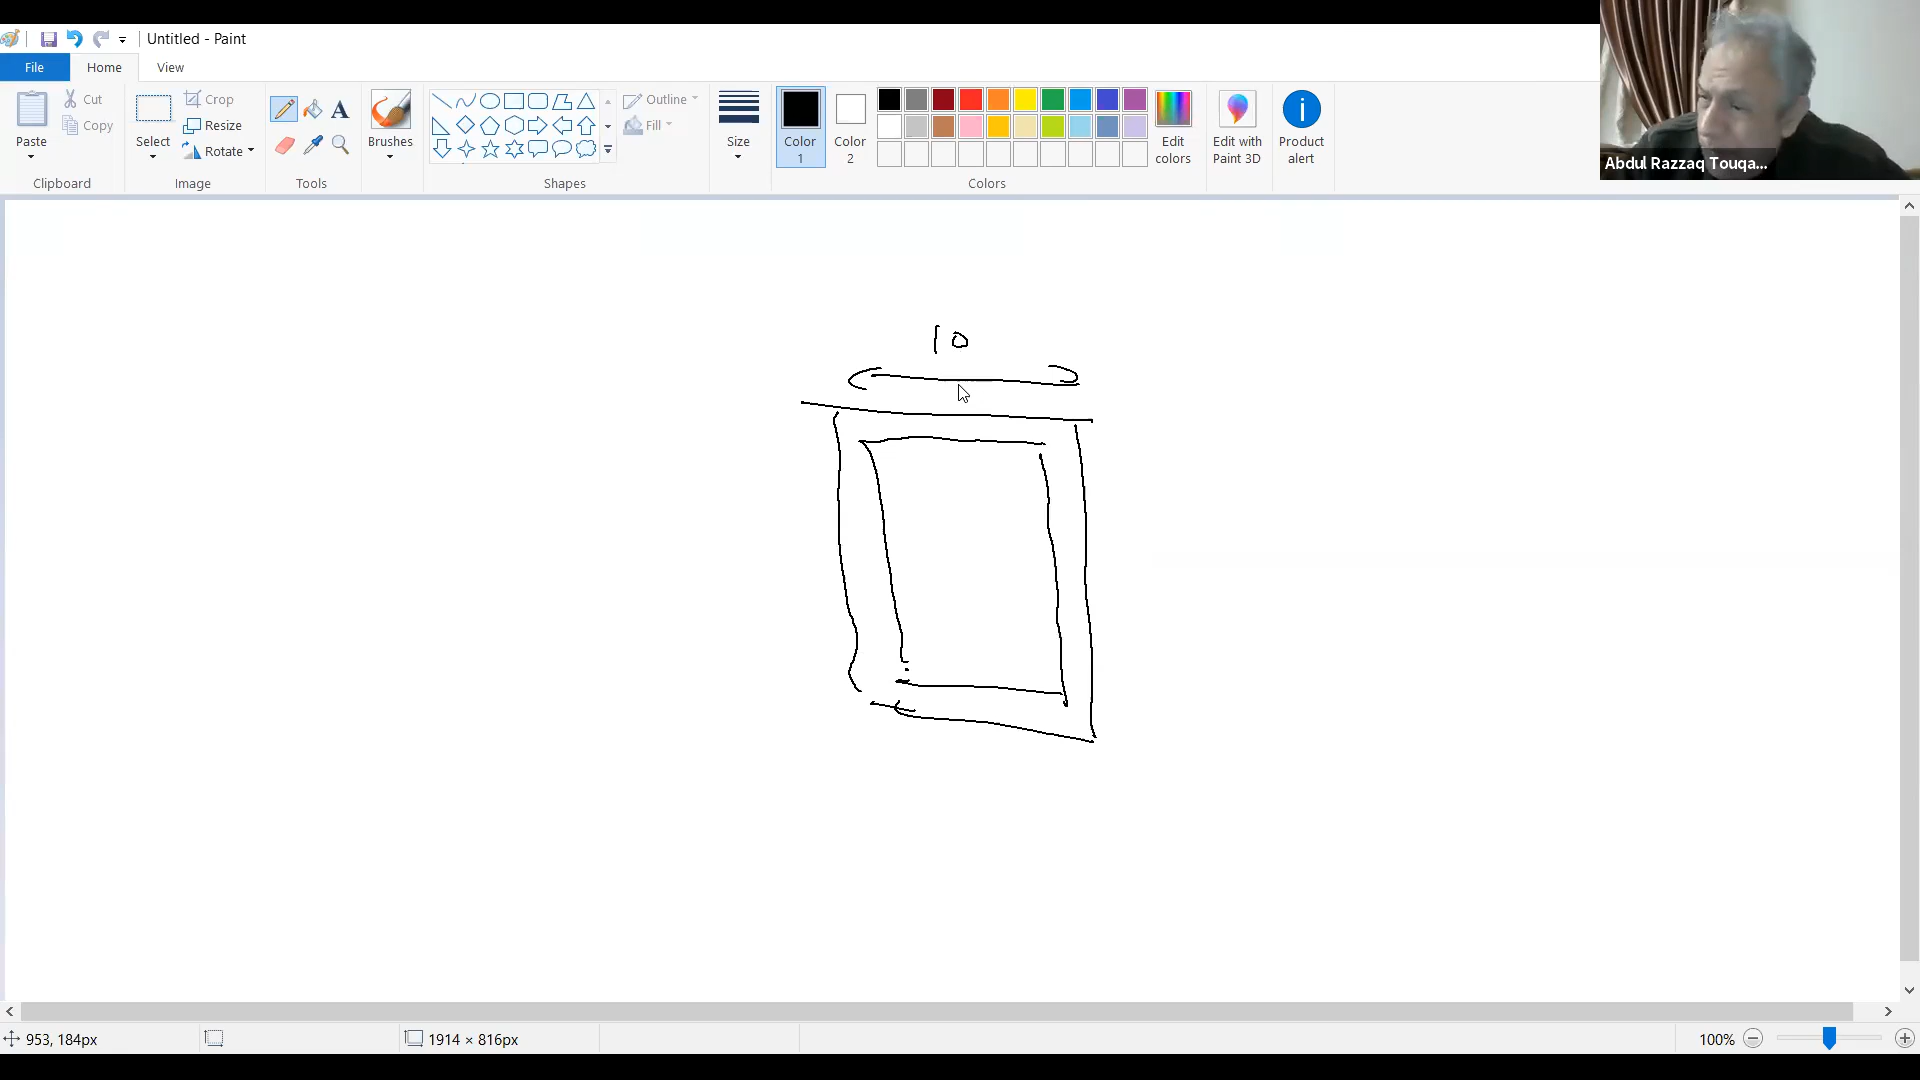 Untitled - Paint
File Home View
Paste
Cut
Copy
Clipboard
Select
Crop
Resize
Rotate
Image
A
Tools
Brushes
Outline
Fill
Shapes
Size
Color 1
Color 2
Edit colors
Colors
Edit with Paint 3D
Product alert
Abdul Razzaq Touqa...
10
953, 184px
1914 × 816px
100%